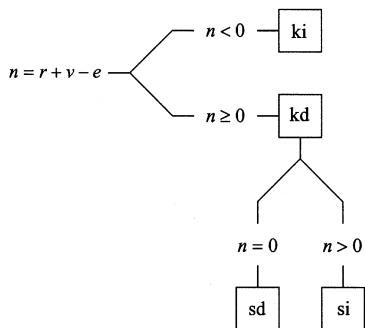 n < 0 ki
n = r + v − e
n ≥ 0 kd
n = 0 n > 0
sd si